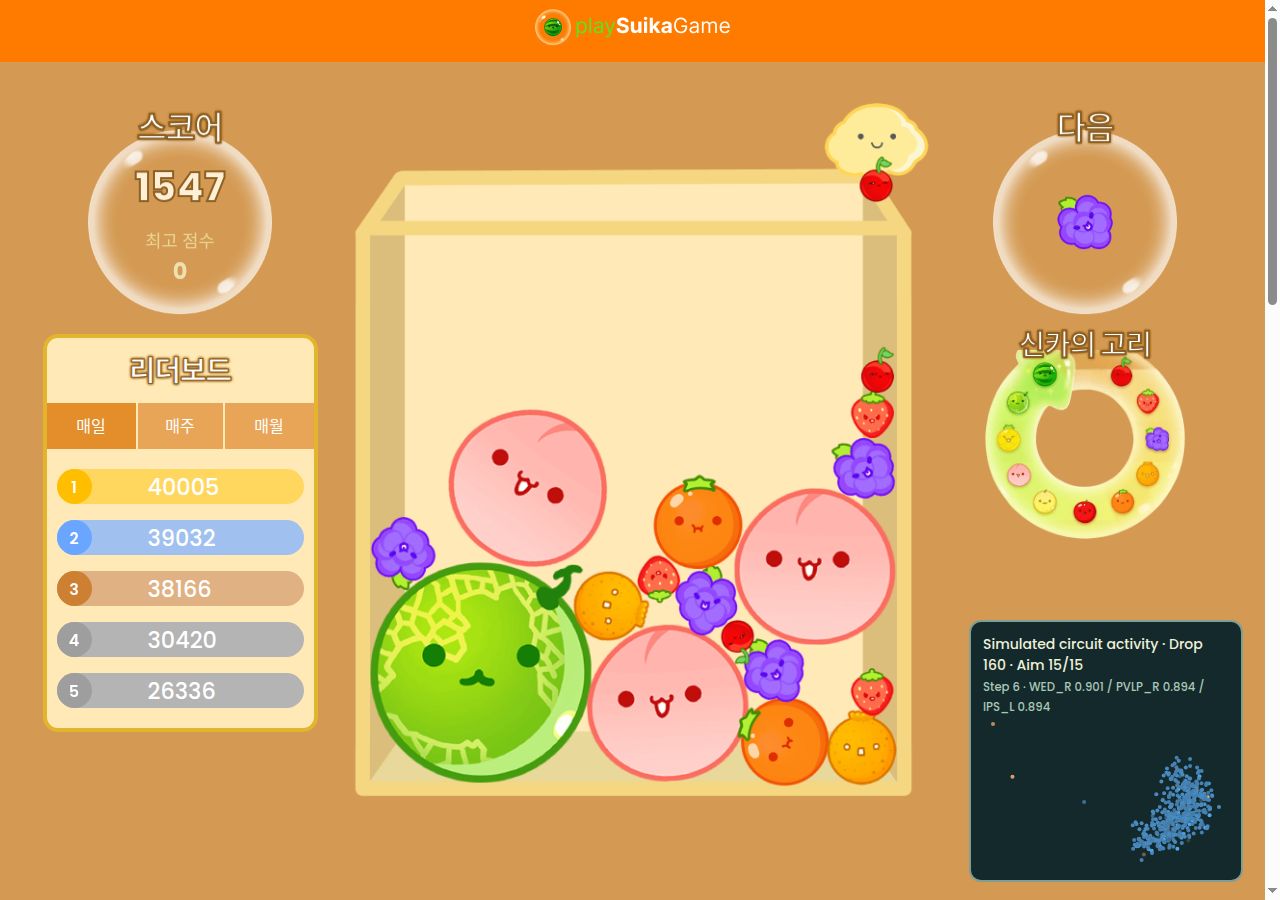 playSuikaGame
스코어
1547
최고 점수
0
다음
신카의 고리
리더보드
매일
매주
매월
1
40005
2
39032
3
38166
4
30420
5
26336
Simulated circuit activity · Drop
160 · Aim 15/15
Step 6 · WED_R 0.901 / PVLP_R 0.894 /
IPS_L 0.894